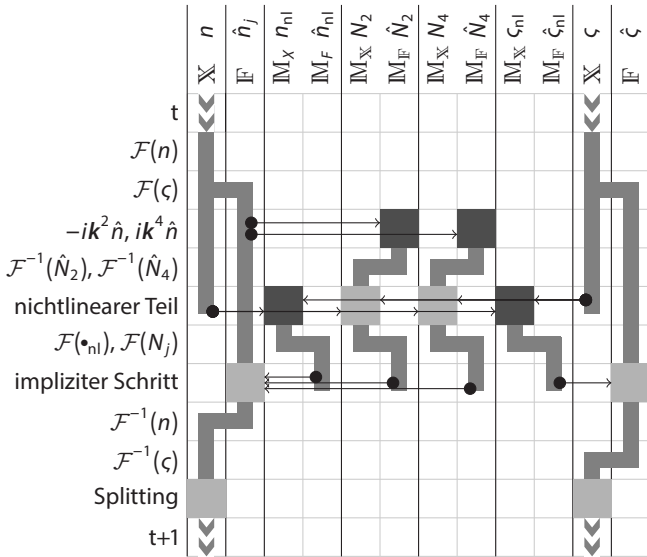 𝕏 n
𝔽 n̂ⱼ
𝕄_X n_nl
𝕄_F n̂_nl
𝕄_𝕏 N₂
𝕄_𝔽 N̂₂
𝕄_𝕏 N₄
𝕄_𝔽 N̂₄
𝕄_𝕏 ς_nl
𝕄_𝔽 ς̂_nl
𝕏 ς
𝔽 ς̂
t
ℱ(n)
ℱ(ς)
−ik²n̂, ik⁴n̂
ℱ⁻¹(N̂₂), ℱ⁻¹(N̂₄)
nichtlinearer Teil
ℱ(•_nl), ℱ(Nⱼ)
impliziter Schritt
ℱ⁻¹(n)
ℱ⁻¹(ς)
Splitting
t+1